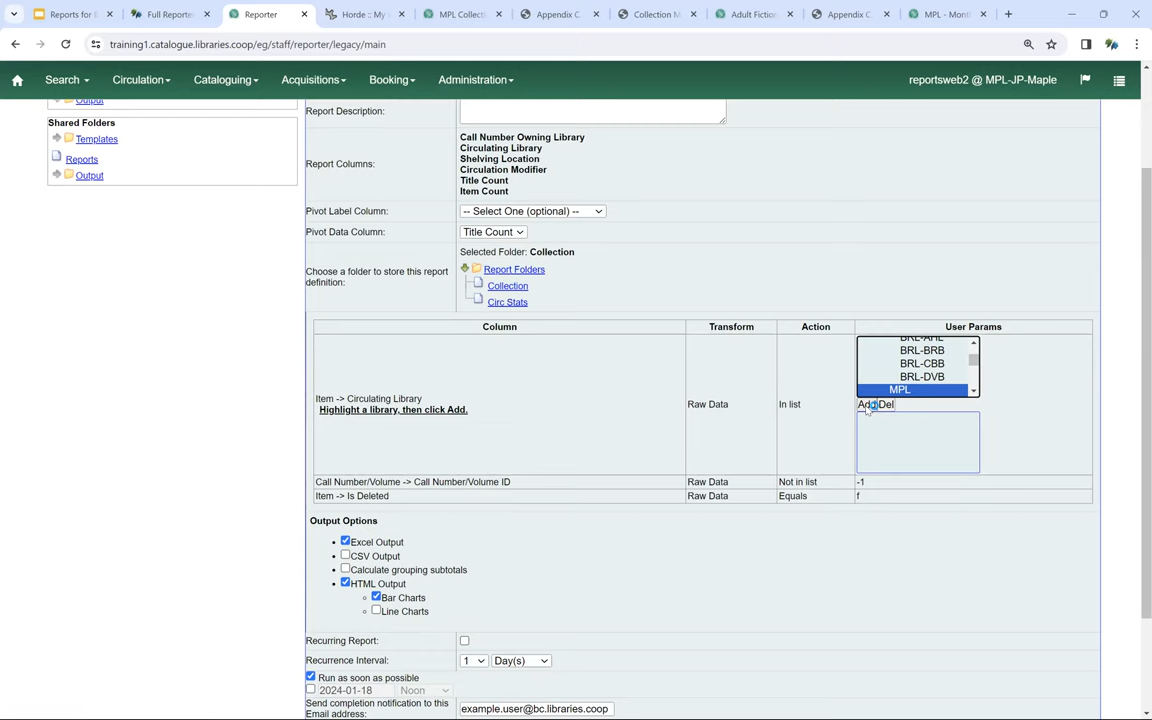 Reports for B
Full Reporte
Reporter
Horde :: My
MPL Collecti
Appendix C
Collection M
Adult Fiction
Appendix C.
MPL - Mont
training1.catalogue.libraries.coop/eg/staff/reporter/legacy/main
Search Circulation Cataloguing Acquisitions Booking Administration reportsweb2 @ MPL-JP-Maple
Output
Shared Folders
Templates
Reports
Output
Report Description:
Report Columns:
Call Number Owning Library
Circulating Library
Shelving Location
Circulation Modifier
Title Count
Item Count
Pivot Label Column: -- Select One (optional) --
Pivot Data Column: Title Count
Choose a folder to store this report
definition:
Selected Folder: Collection
Report Folders
Collection
Circ Stats
Column Transform Action User Params
Item -> Circulating Library
Highlight a library, then click Add.
Raw Data In list
BRL-AHL
BRL-BRB
BRL-CBB
BRL-DVB
MPL
Add Del
Call Number/Volume -> Call Number/Volume ID Raw Data Not in list -1
Item -> Is Deleted Raw Data Equals f
Output Options
Excel Output
CSV Output
Calculate grouping subtotals
HTML Output
Bar Charts
Line Charts
Recurring Report:
Recurrence Interval: 1 Day(s)
Run as soon as possible
2024-01-18 Noon
Send completion notification to this
Email address:
example.user@bc.libraries.coop